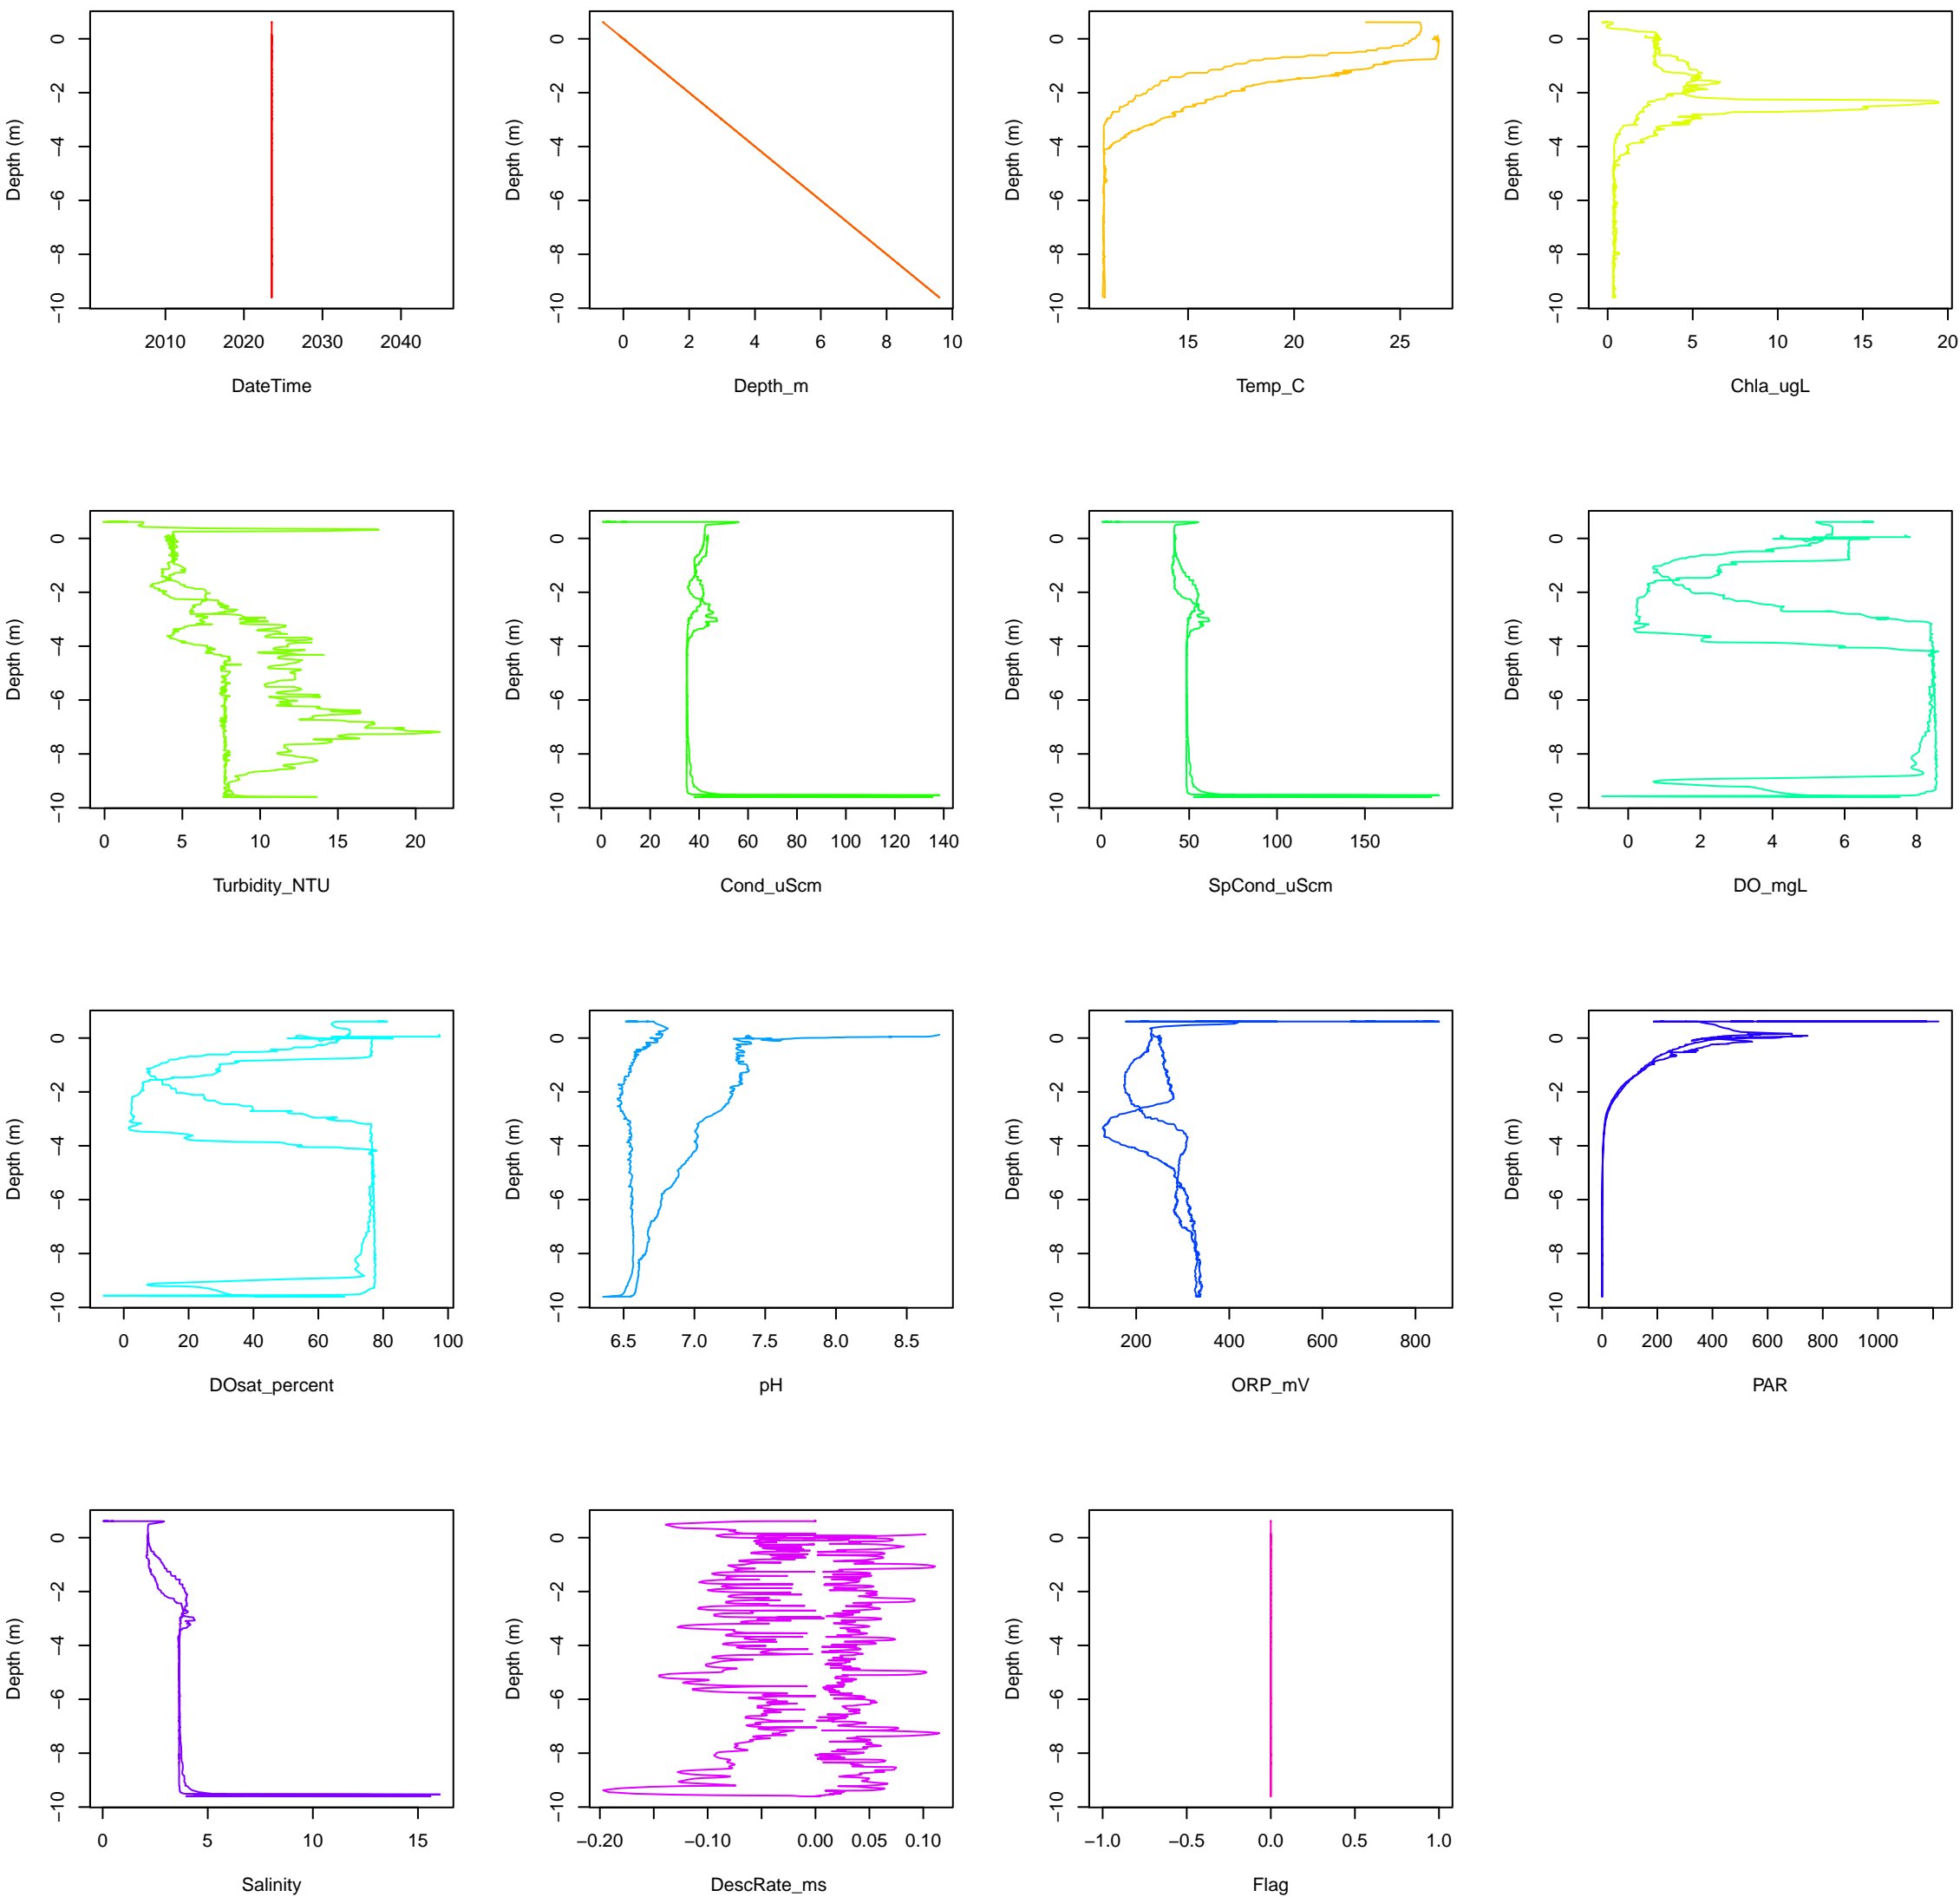 Depth (m)
0
−2
−4
−6
−8
−10
2010 2020 2030 2040
DateTime
Depth (m)
0
−2
−4
−6
−8
−10
0 2 4 6 8 10
Depth_m
Depth (m)
0
−2
−4
−6
−8
−10
15 20 25
Temp_C
Depth (m)
0
−2
−4
−6
−8
−10
0 5 10 15 20
Chla_ugL
Depth (m)
0
−2
−4
−6
−8
−10
0 5 10 15 20
Turbidity_NTU
Depth (m)
0
−2
−4
−6
−8
−10
0 20 40 60 80 100 120 140
Cond_uScm
Depth (m)
0
−2
−4
−6
−8
−10
0 50 100 150
SpCond_uScm
Depth (m)
0
−2
−4
−6
−8
−10
0 2 4 6 8
DO_mgL
Depth (m)
0
−2
−4
−6
−8
−10
0 20 40 60 80 100
DOsat_percent
Depth (m)
0
−2
−4
−6
−8
−10
6.5 7.0 7.5 8.0 8.5
pH
Depth (m)
0
−2
−4
−6
−8
−10
200 400 600 800
ORP_mV
Depth (m)
0
−2
−4
−6
−8
−10
0 200 400 600 800 1000
PAR
Depth (m)
0
−2
−4
−6
−8
−10
0 5 10 15
Salinity
Depth (m)
0
−2
−4
−6
−8
−10
−0.20 −0.10 0.00 0.05 0.10
DescRate_ms
Depth (m)
0
−2
−4
−6
−8
−10
−1.0 −0.5 0.0 0.5 1.0
Flag